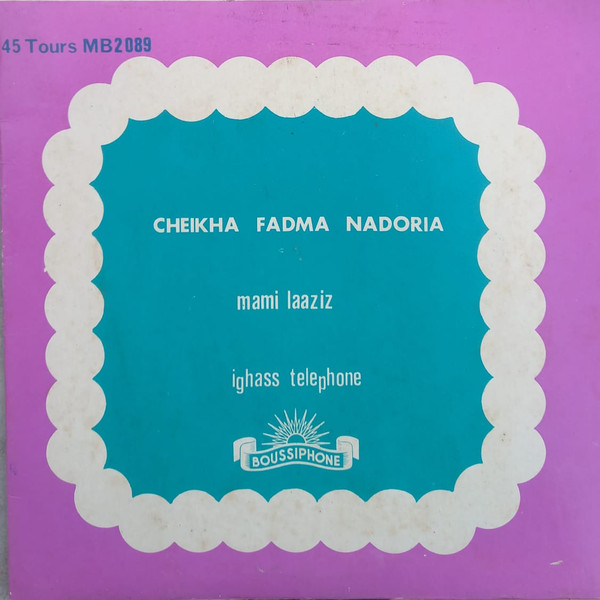 45 Tours MB2089
CHEIKHA FADMA NADORIA
mami laaziz
ighass telephone
BOUSSIPHONE